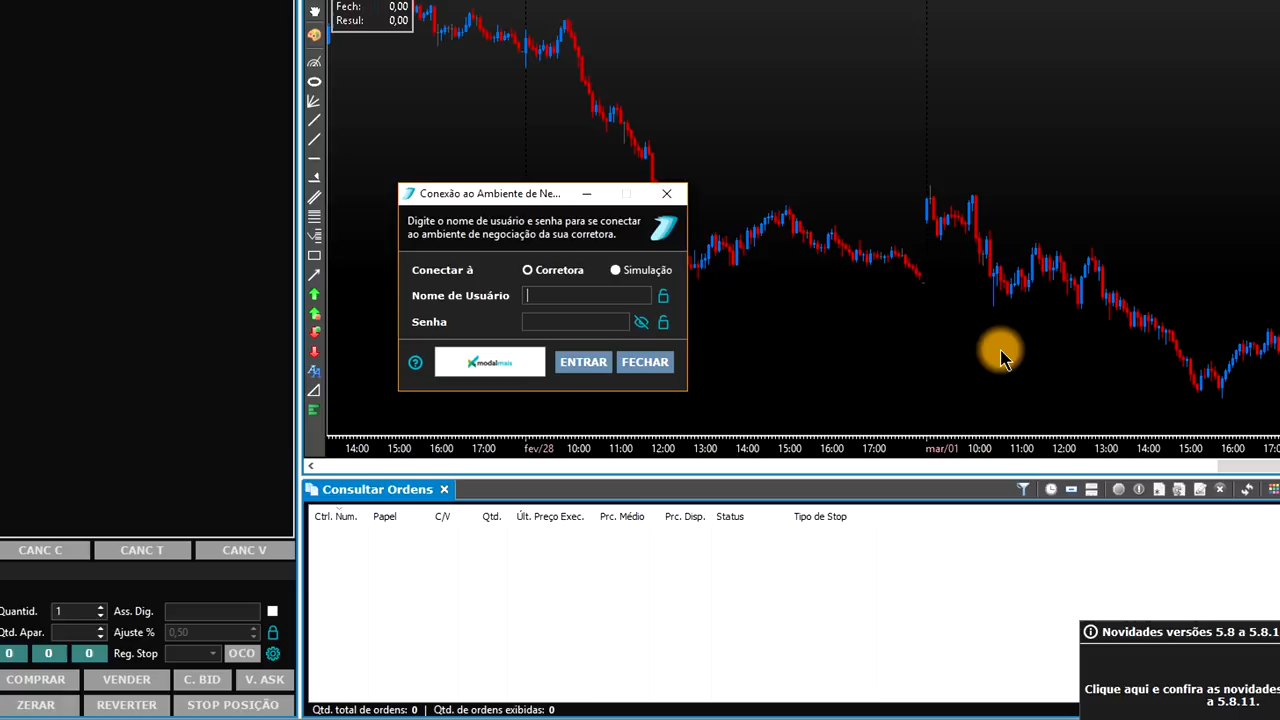 Fech: 0,00
Resul: 0,00
Conexão ao Ambiente de Ne...
Digite o nome de usuário e senha para se conectar
ao ambiente de negociação da sua corretora.
Conectar à Corretora Simulação
Nome de Usuário
Senha
modalmais ENTRAR FECHAR
14:00 15:00 16:00 17:00 fev/28 10:00 11:00 12:00 13:00 14:00 15:00 16:00 17:00 mar/01 10:00 11:00 12:00 13:00 14:00 15:00 16:00 17:0
Consultar Ordens
Ctrl. Num. Papel C/V Qtd. Últ. Preço Exec. Prc. Médio Prc. Disp. Status Tipo de Stop
CANC C CANC T CANC V
Quantid. 1 Ass. Dig.
Qtd. Apar. Ajuste % 0,50
0 0 0 Reg. Stop OCO
COMPRAR VENDER C. BID V. ASK
ZERAR REVERTER STOP POSIÇÃO
Novidades versões 5.8 a 5.8.1
Clique aqui e confira as novidades
a 5.8.11.
Qtd. total de ordens: 0 | Qtd. de ordens exibidas: 0